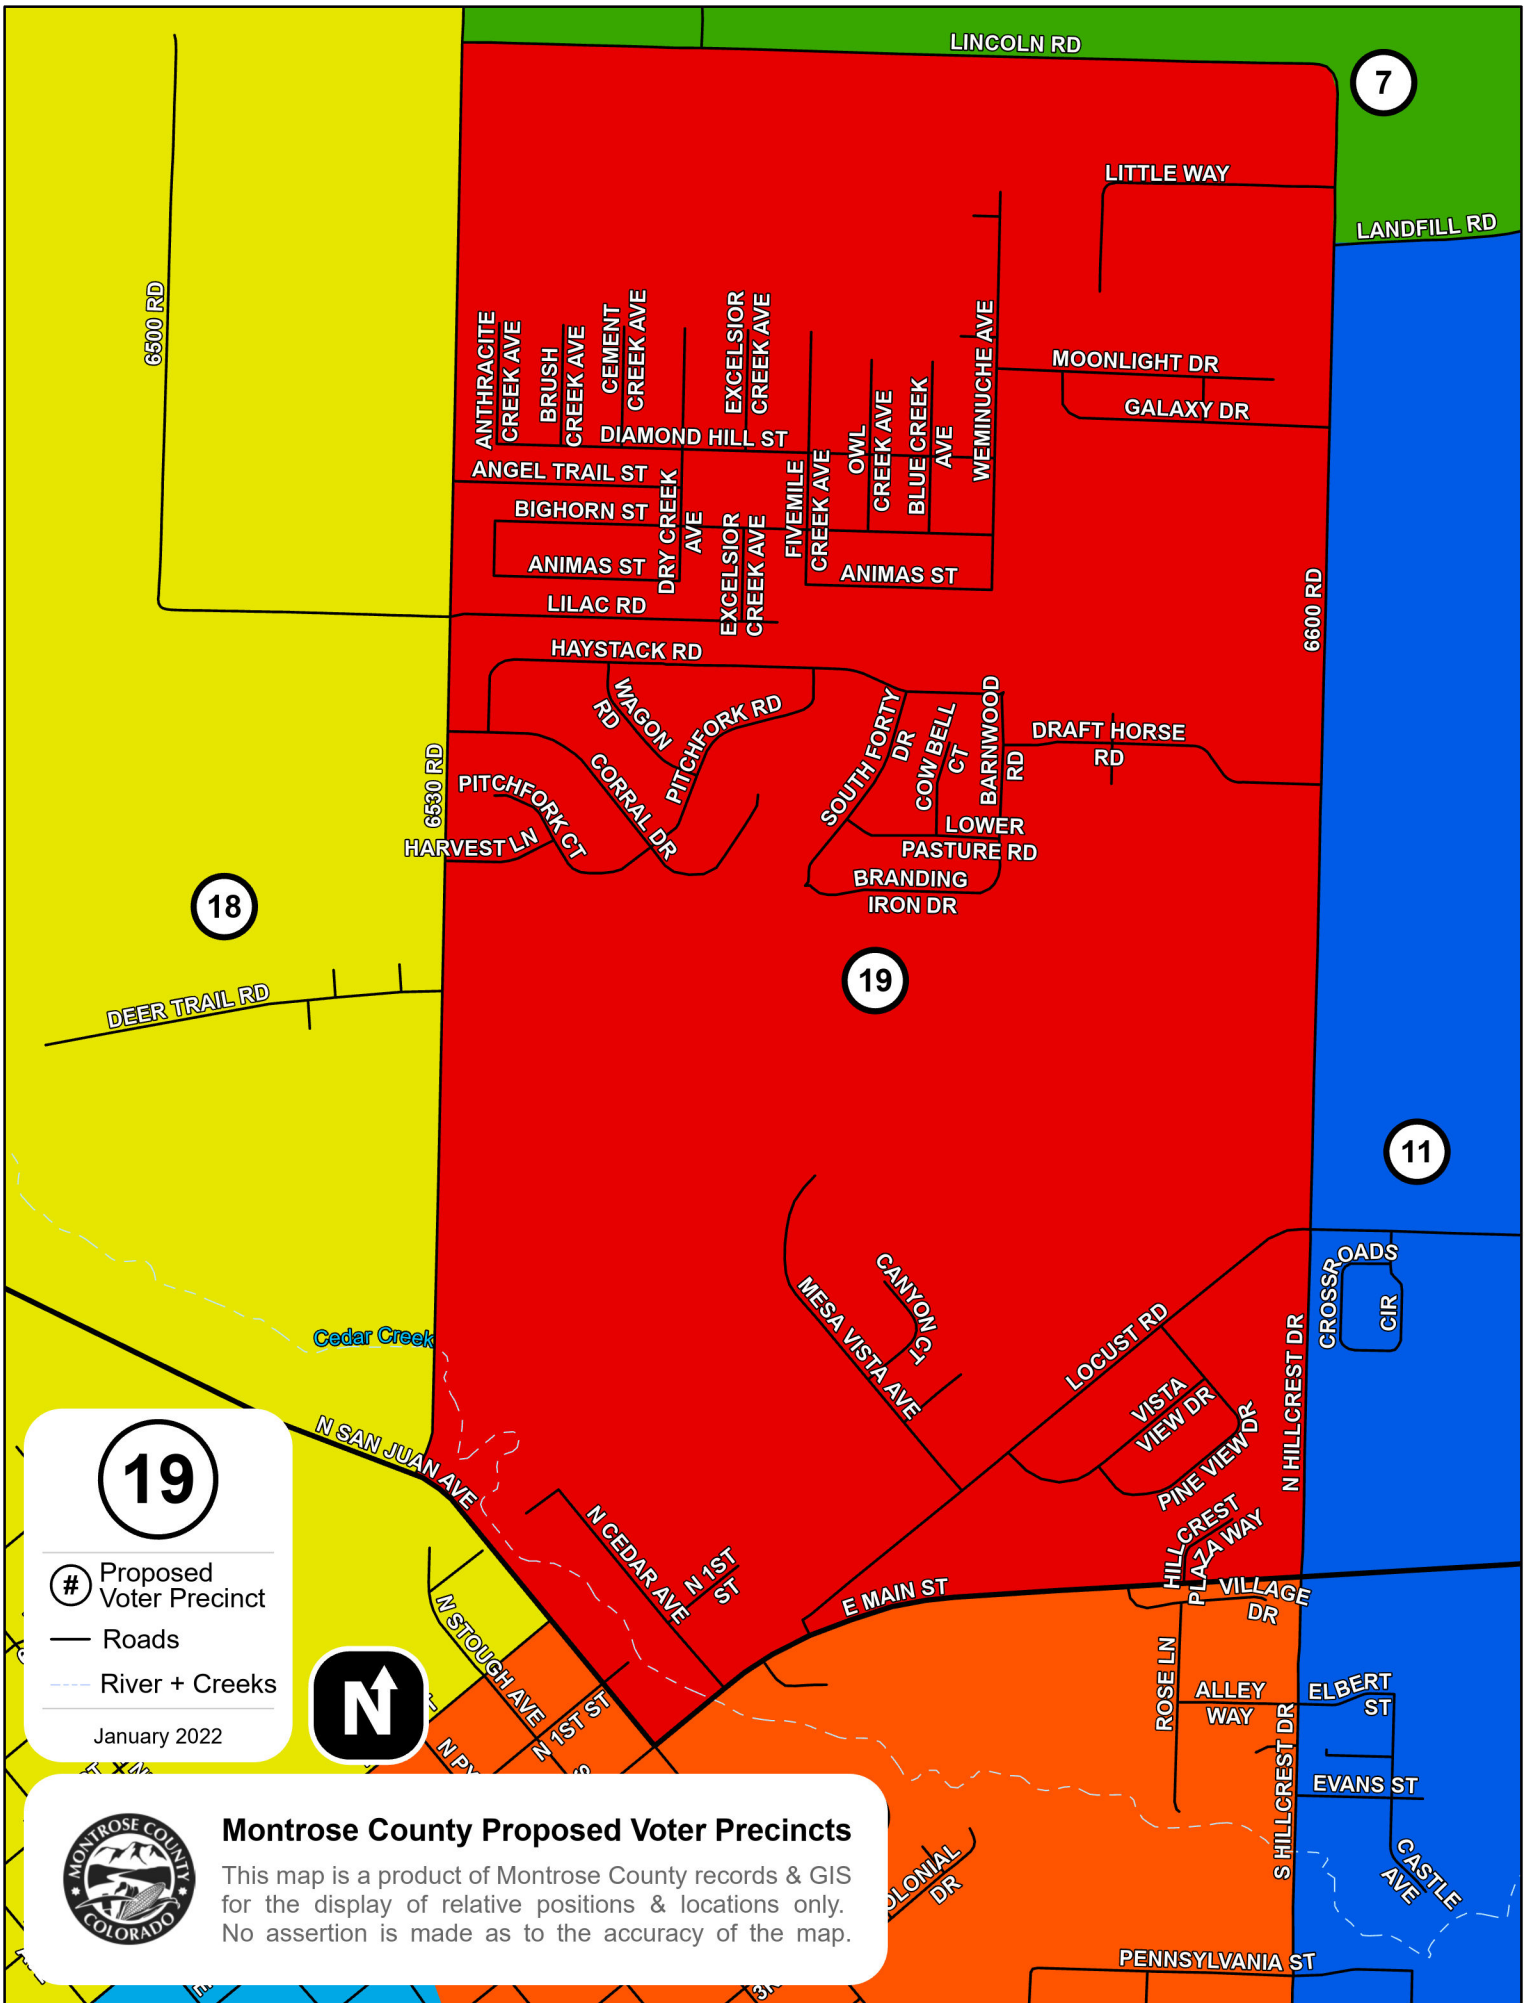 LINCOLN RD
7
LITTLE WAY
LANDFILL RD
6500 RD
ANTHRACITE
CREEK AVE
BRUSH
CREEK AVE
CEMENT
CREEK AVE
EXCELSIOR
CREEK AVE
WEMINUCHE AVE
MOONLIGHT DR
GALAXY DR
DIAMOND HILL ST
OWL
CREEK AVE
BLUE CREEK
AVE
ANGEL TRAIL ST
DRY CREEK
AVE
FIVEMILE
CREEK AVE
BIGHORN ST
EXCELSIOR
CREEK AVE
ANIMAS ST
ANIMAS ST
LILAC RD
6600 RD
HAYSTACK RD
WAGON
RD
PITCHFORK RD
SOUTH FORTY
DR
COW BELL
CT
BARNWOOD
RD
DRAFT HORSE
RD
6530 RD
CORRAL DR
PITCHFORK CT
HARVEST LN
LOWER
PASTURE RD
BRANDING
IRON DR
18
19
DEER TRAIL RD
11
CANYON CT
MESA VISTA AVE
LOCUST RD
CROSSROADS
CIR
Cedar Creek
N HILLCREST DR
VISTA
VIEW DR
PINE VIEW DR
N SAN JUAN AVE
HILLCREST
PLAZA WAY
N CEDAR AVE
N 1ST
ST
E MAIN ST
VILLAGE
DR
N STOUGH AVE
N 1ST ST
ROSE LN
ALLEY
WAY
ELBERT
ST
S HILLCREST DR
EVANS ST
CASTLE
AVE
OLONIAL
DR
PENNSYLVANIA ST
N PY
ST
3R
19
# Proposed
Voter Precinct
Roads
River + Creeks
January 2022
N
MONTROSE COUNTY
COLORADO
Montrose County Proposed Voter Precincts
This map is a product of Montrose County records & GIS
for the display of relative positions & locations only.
No assertion is made as to the accuracy of the map.